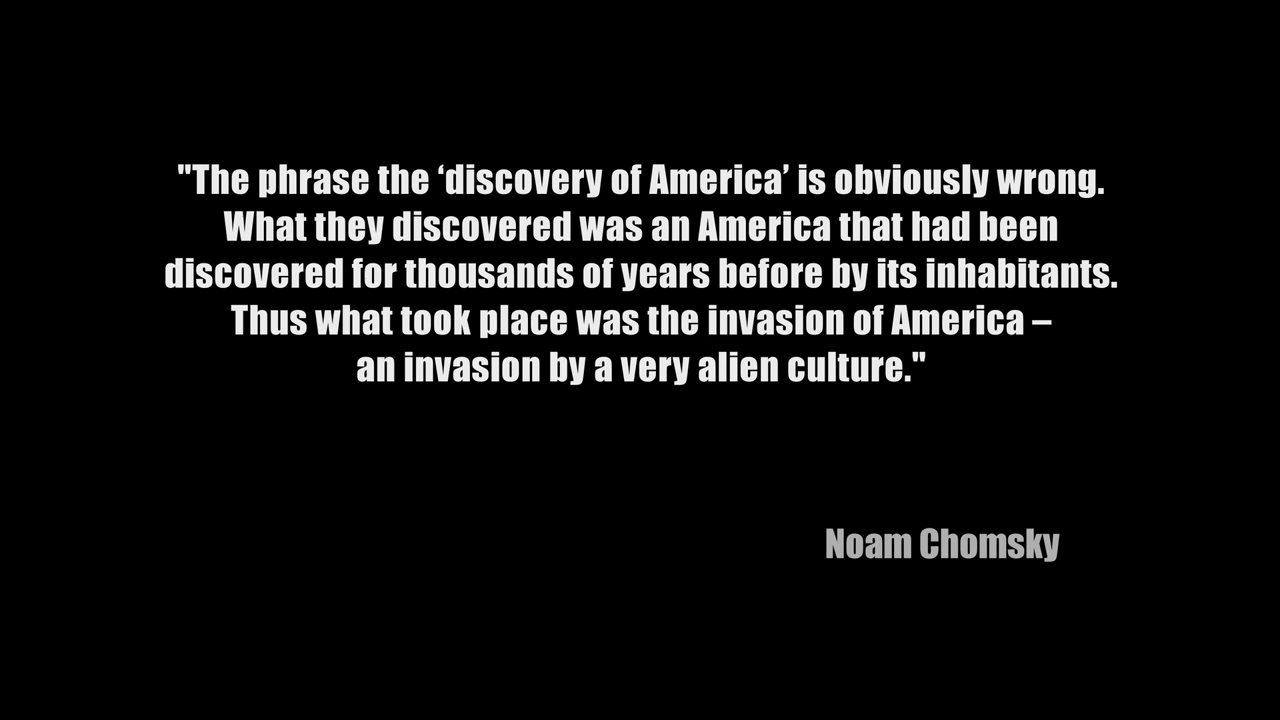 "The phrase the ‘discovery of America’ is obviously wrong.
What they discovered was an America that had been
discovered for thousands of years before by its inhabitants.
Thus what took place was the invasion of America –
an invasion by a very alien culture."
Noam Chomsky